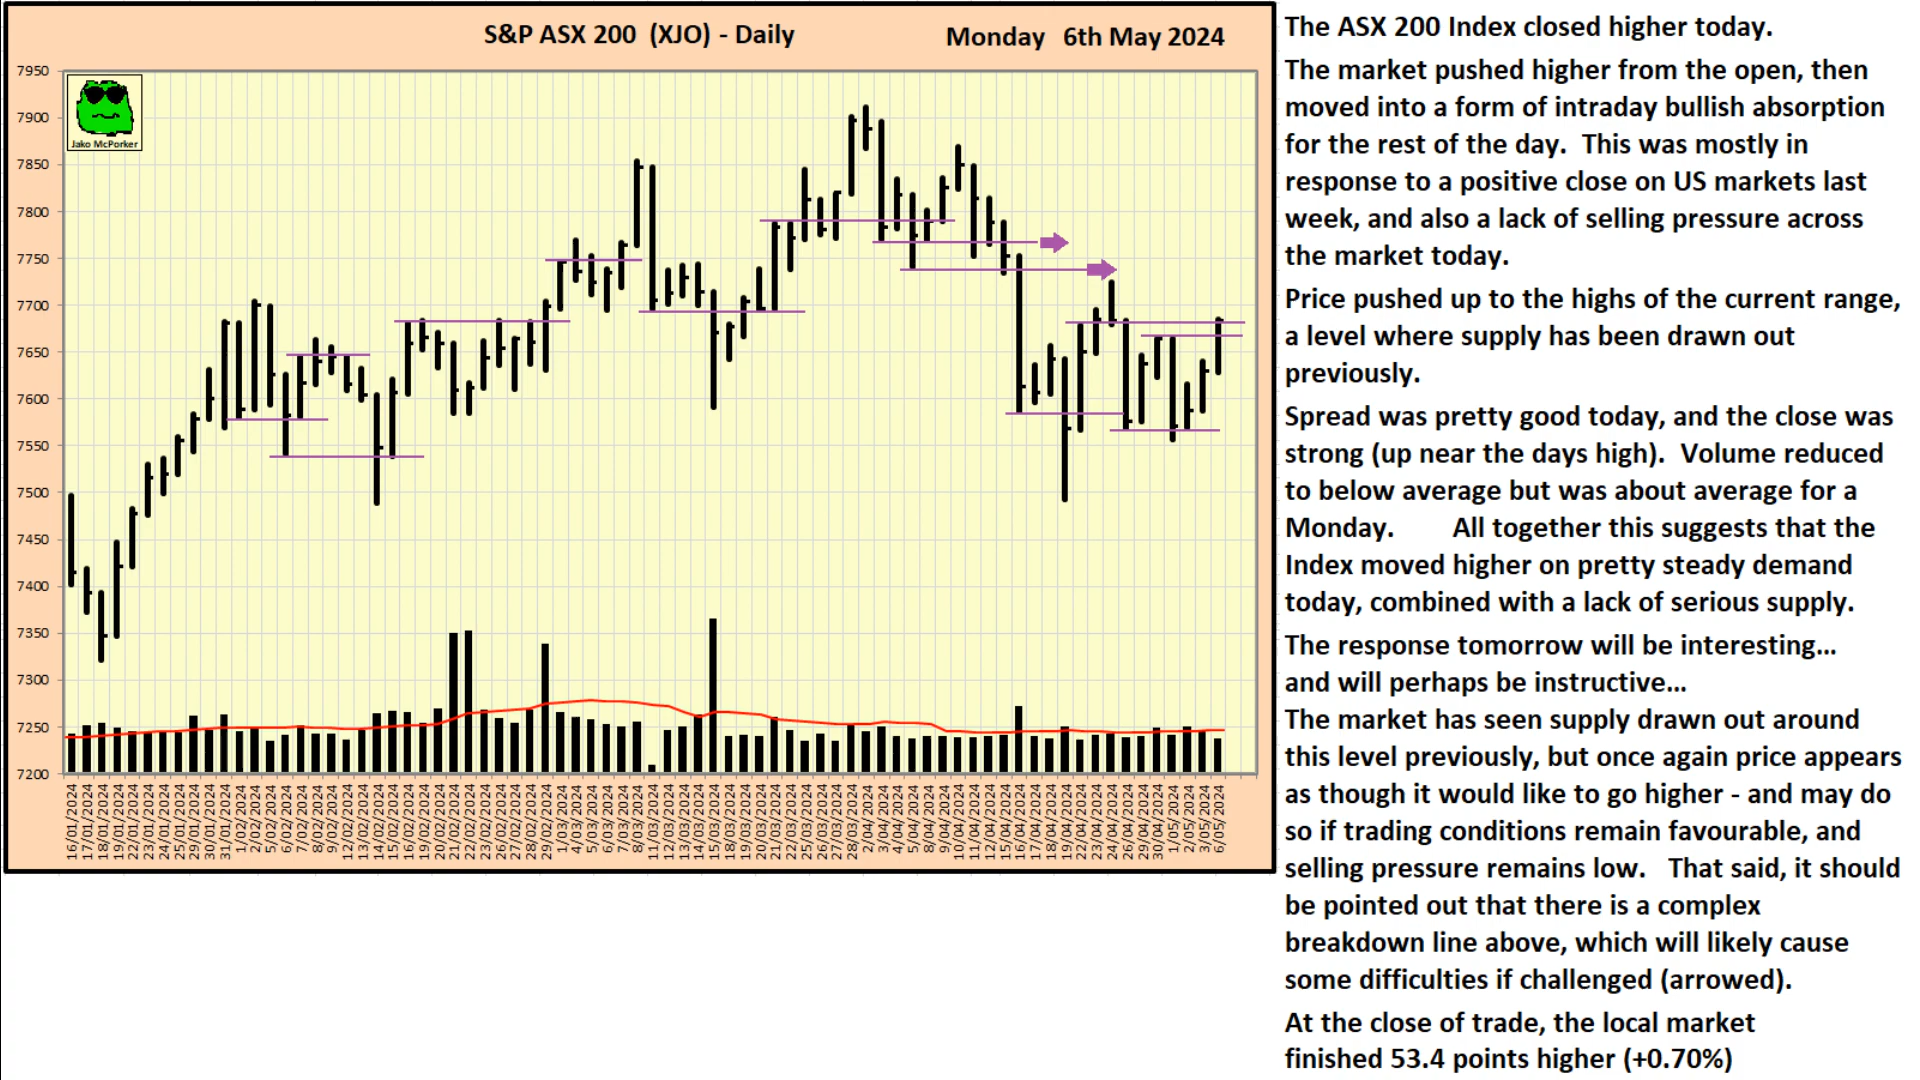 S&P ASX 200 (XJO) - Daily
Monday 6th May 2024
Jako McPorker
7950
7900
7850
7800
7750
7700
7650
7600
7550
7500
7450
7400
7350
7300
7250
7200
16/01/2024
17/01/2024
18/01/2024
19/01/2024
22/01/2024
23/01/2024
24/01/2024
25/01/2024
29/01/2024
30/01/2024
31/01/2024
1/02/2024
2/02/2024
5/02/2024
6/02/2024
7/02/2024
8/02/2024
9/02/2024
12/02/2024
13/02/2024
14/02/2024
15/02/2024
16/02/2024
19/02/2024
20/02/2024
21/02/2024
22/02/2024
23/02/2024
26/02/2024
27/02/2024
28/02/2024
29/02/2024
1/03/2024
4/03/2024
5/03/2024
6/03/2024
7/03/2024
8/03/2024
11/03/2024
12/03/2024
13/03/2024
14/03/2024
15/03/2024
18/03/2024
19/03/2024
20/03/2024
21/03/2024
22/03/2024
25/03/2024
26/03/2024
27/03/2024
28/03/2024
2/04/2024
3/04/2024
4/04/2024
5/04/2024
8/04/2024
9/04/2024
10/04/2024
11/04/2024
12/04/2024
15/04/2024
16/04/2024
17/04/2024
18/04/2024
19/04/2024
22/04/2024
23/04/2024
24/04/2024
26/04/2024
29/04/2024
30/04/2024
1/05/2024
2/05/2024
3/05/2024
6/05/2024
The ASX 200 Index closed higher today.
The market pushed higher from the open, then
moved into a form of intraday bullish absorption
for the rest of the day. This was mostly in
response to a positive close on US markets last
week, and also a lack of selling pressure across
the market today.
Price pushed up to the highs of the current range,
a level where supply has been drawn out
previously.
Spread was pretty good today, and the close was
strong (up near the days high). Volume reduced
to below average but was about average for a
Monday. All together this suggests that the
Index moved higher on pretty steady demand
today, combined with a lack of serious supply.
The response tomorrow will be interesting...
and will perhaps be instructive...
The market has seen supply drawn out around
this level previously, but once again price appears
as though it would like to go higher - and may do
so if trading conditions remain favourable, and
selling pressure remains low. That said, it should
be pointed out that there is a complex
breakdown line above, which will likely cause
some difficulties if challenged (arrowed).
At the close of trade, the local market
finished 53.4 points higher (+0.70%)